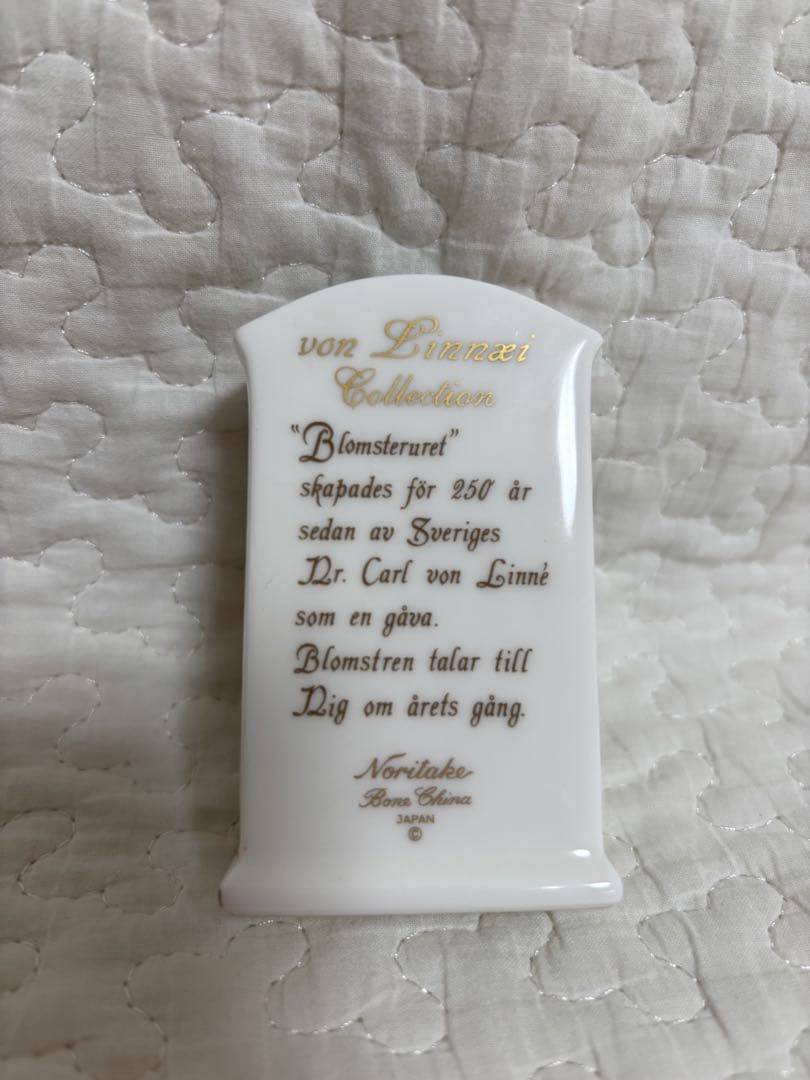 von Linnæi
Collection
"Blomsteruret"
skapades för 250 år
sedan av Sveriges
Dr. Carl von Linné
som en gåva.
Blomstren talar till
Dig om årets gång.
Noritake
Bone China
JAPAN
©